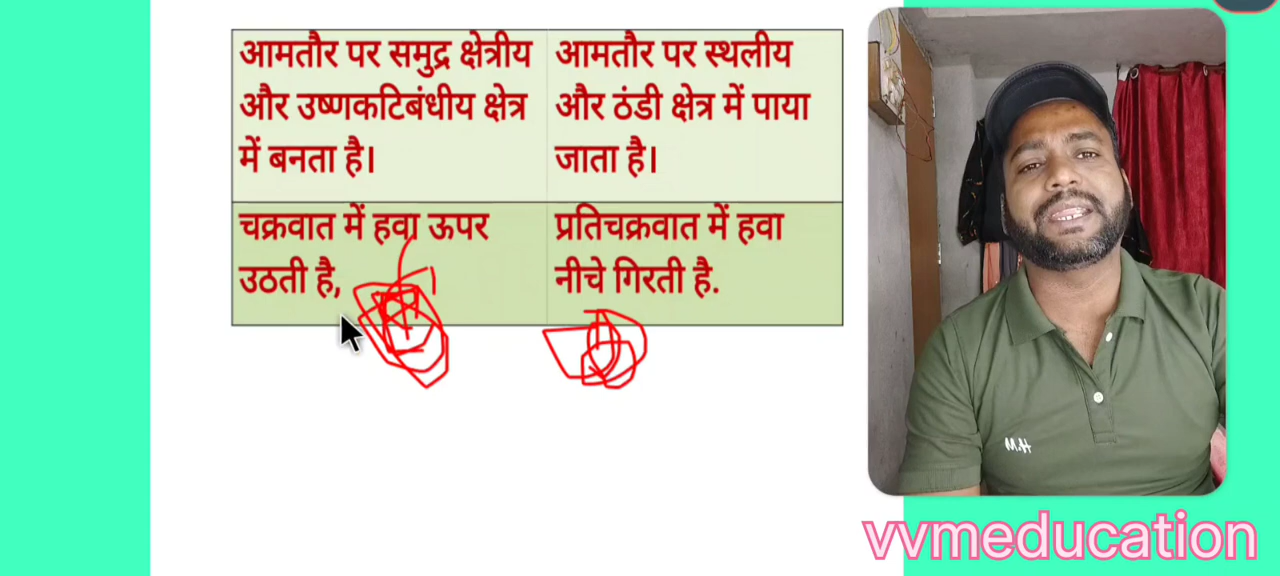 आमतौर पर समुद्र क्षेत्रीय
और उष्णकटिबंधीय क्षेत्र
में बनता है।
आमतौर पर स्थलीय
और ठंडी क्षेत्र में पाया
जाता है।
चक्रवात में हवा ऊपर
उठती है,
प्रतिचक्रवात में हवा
नीचे गिरती है.
M.H
vvmeducation